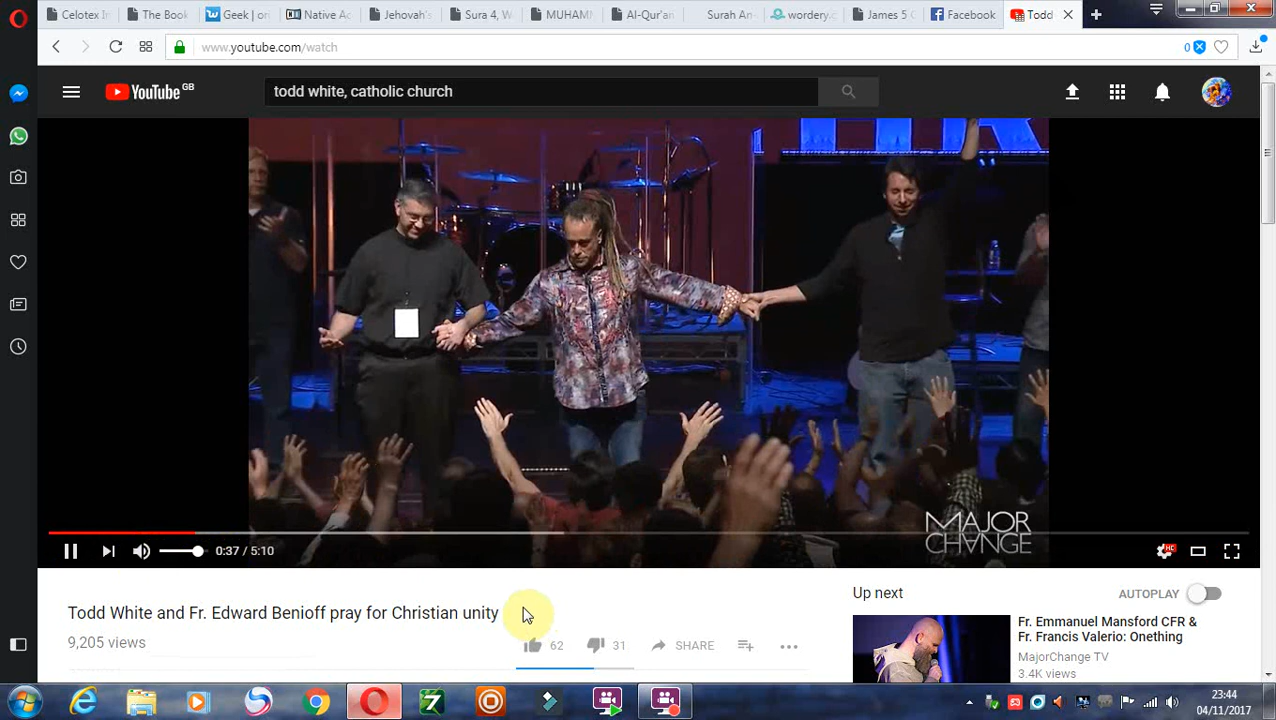 Celotex In
The Book
Geek | on
Native Ac
Jehovah's
Sura 4, W
MUHAMM
Al-Qur'an
Surah A
wordery.c
James 5 (
Facebook
Todd
www.youtube.com/watch
0
YouTube GB
todd white, catholic church
MAJOR
CHANGE
0:37 / 5:10
HD
Todd White and Fr. Edward Benioff pray for Christian unity
9,205 views
62
31
SHARE
Up next
AUTOPLAY
Fr. Emmanuel Mansford CFR &
Fr. Francis Valerio: Onething
MajorChange TV
3.4K views
23:44
04/11/2017